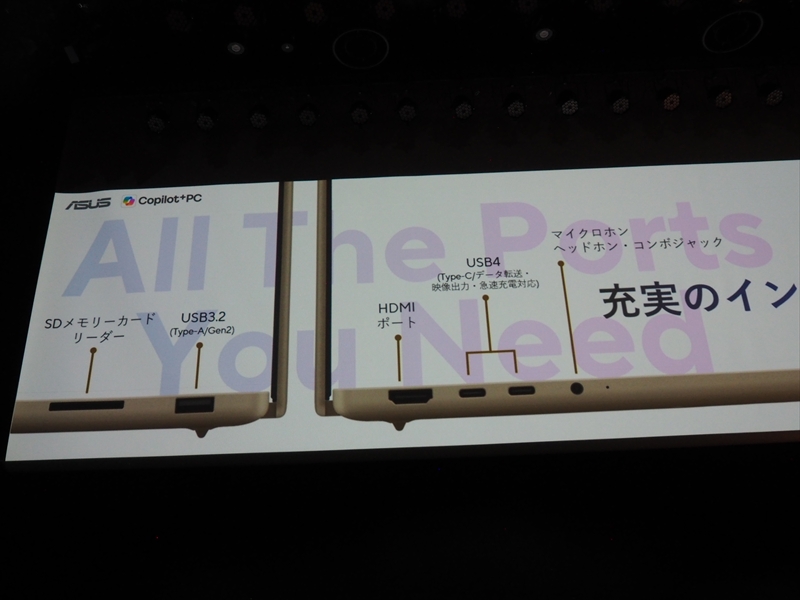 ASUS Copilot+PC
All The Ports
You Need
SDメモリーカード
リーダー
USB3.2
(Type-A/Gen2)
HDMI
ポート
USB4
(Type-C/データ転送・
映像出力・急速充電対応)
マイクロホン
ヘッドホン・コンボジャック
充実のイン